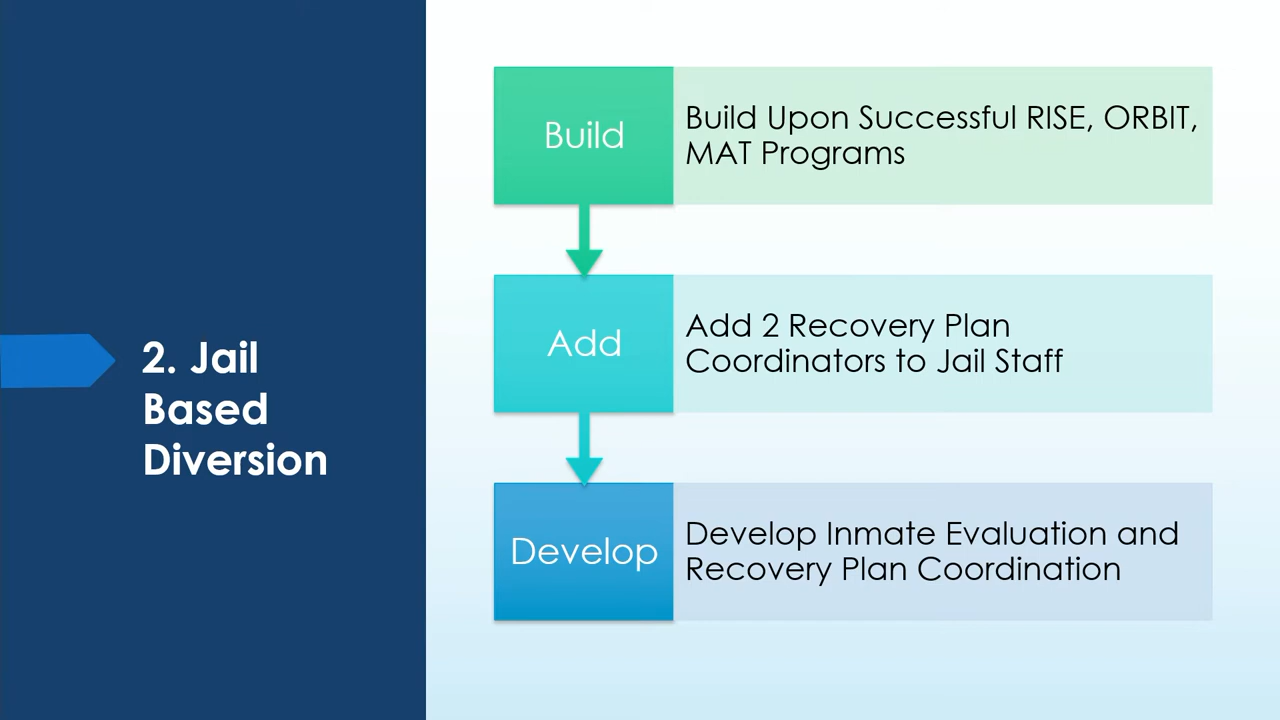 2. Jail
Based
Diversion
Build
Build Upon Successful RISE, ORBIT,
MAT Programs
Add
Add 2 Recovery Plan
Coordinators to Jail Staff
Develop
Develop Inmate Evaluation and
Recovery Plan Coordination